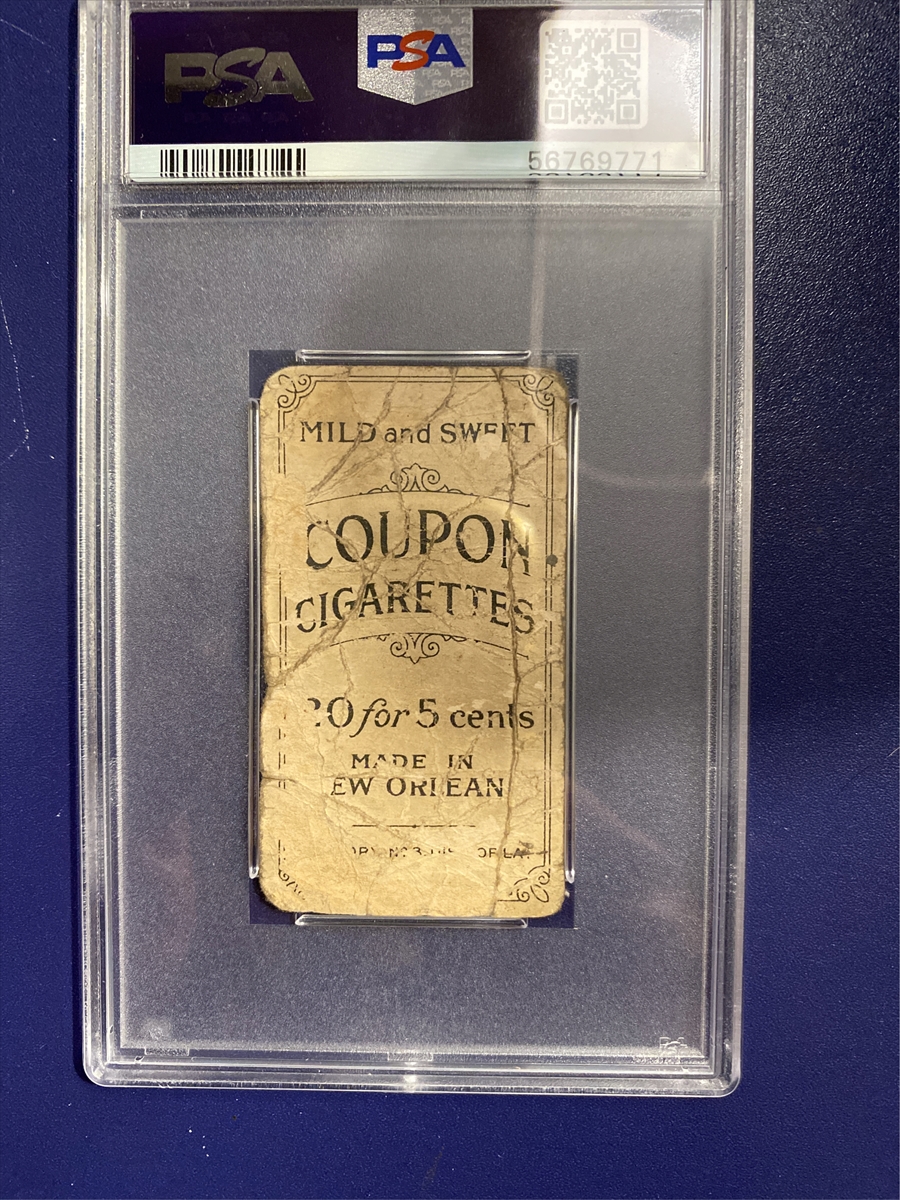 PSA PSA
56769771
MILD and SWEET
COUPON
CIGARETTES
20 for 5 cents
MADE IN
EW ORLEAN